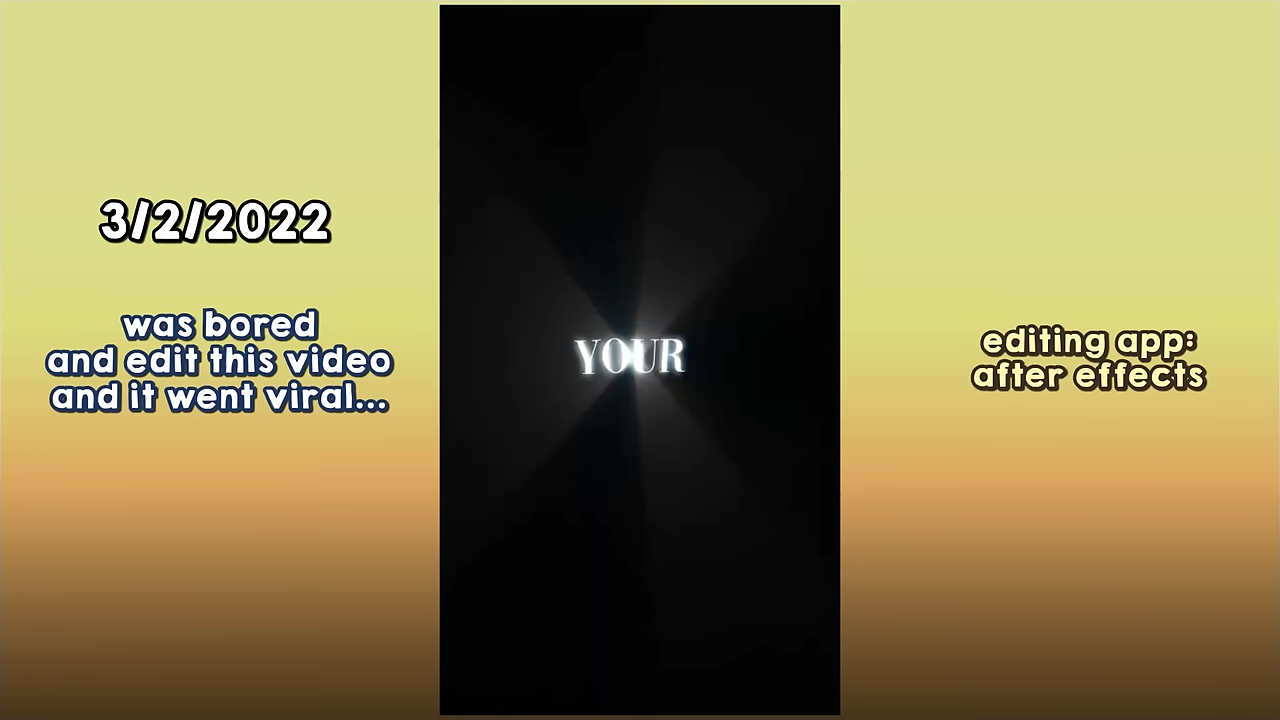 3/2/2022
was bored
and edit this video
and it went viral...
YOUR
editing app:
after effects